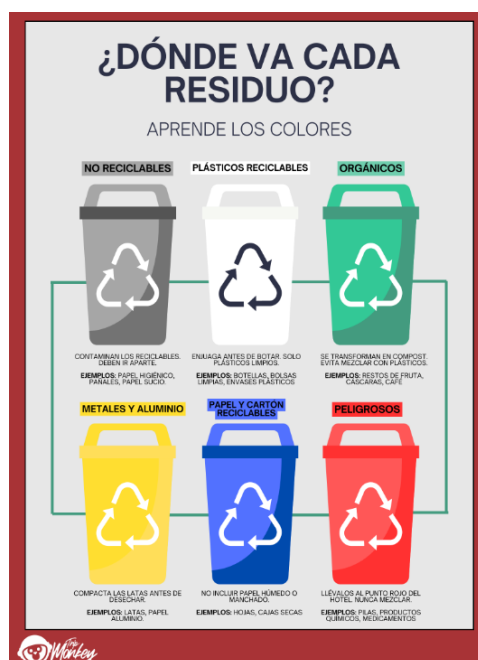 ¿DÓNDE VA CADA
RESIDUO?
APRENDE LOS COLORES
NO RECICLABLES
PLÁSTICOS RECICLABLES
ORGÁNICOS
CONTAMINAN LOS RECICLABLES.
DEBEN IR APARTE.
EJEMPLOS: PAPEL HIGIÉNICO,
PAÑALES, PAPEL SUCIO.
ENJUAGA ANTES DE BOTAR. SOLO
PLÁSTICOS LIMPIOS.
EJEMPLOS: BOTELLAS, BOLSAS
LIMPIAS, ENVASES PLÁSTICOS
SE TRANSFORMAN EN COMPOST.
EVITA MEZCLAR CON PLÁSTICOS.
EJEMPLOS: RESTOS DE FRUTA,
CÁSCARAS, CAFÉ
METALES Y ALUMINIO
PAPEL Y CARTÓN
RECICLABLES
PELIGROSOS
COMPACTA LAS LATAS ANTES DE
DESECHAR.
EJEMPLOS: LATAS, PAPEL
ALUMINIO.
NO INCLUIR PAPEL HÚMEDO O
MANCHADO.
EJEMPLOS: HOJAS, CAJAS SECAS
LLÉVALOS AL PUNTO ROJO DEL
HOTEL. NUNCA MEZCLAR.
EJEMPLOS: PILAS, PRODUCTOS
QUÍMICOS, MEDICAMENTOS
Monkey